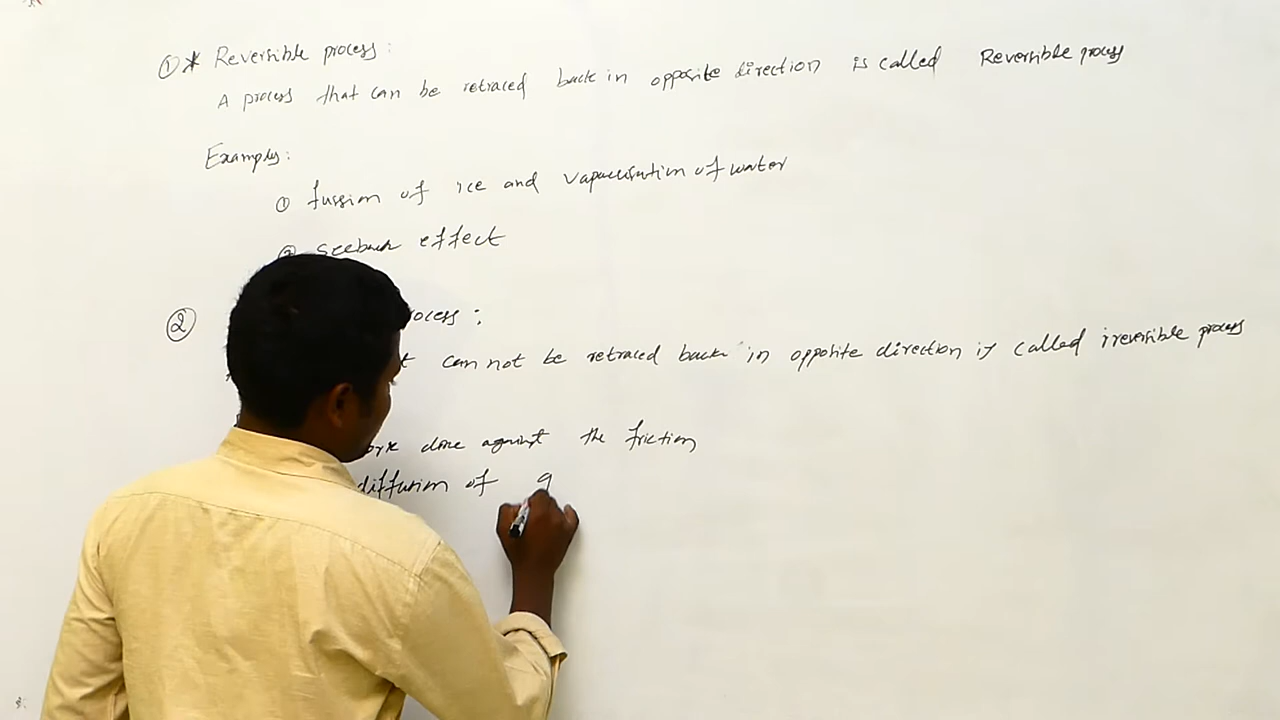 ① * Reversible process:
A process that can be retraced back in opposite direction is called Reversible process
Examples:
① fussion of ice and vapourisation of water
② seeback effect
②
can not be retraced back in opposite direction is called irreversible process
done against the friction
diffusion of g